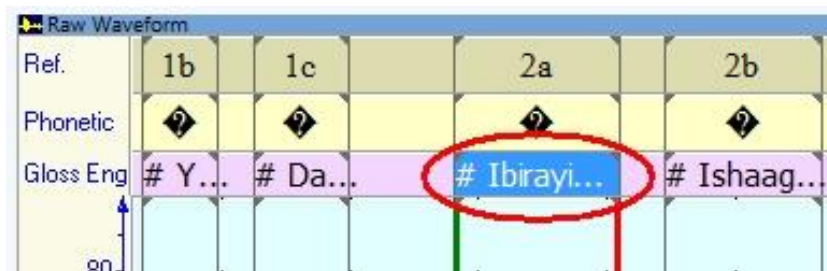 Raw Waveform
Ref. 1b 1c 2a 2b
Phonetic � � � �
Gloss Eng # Y... # Da... # Ibirayi... # Ishaag...
80